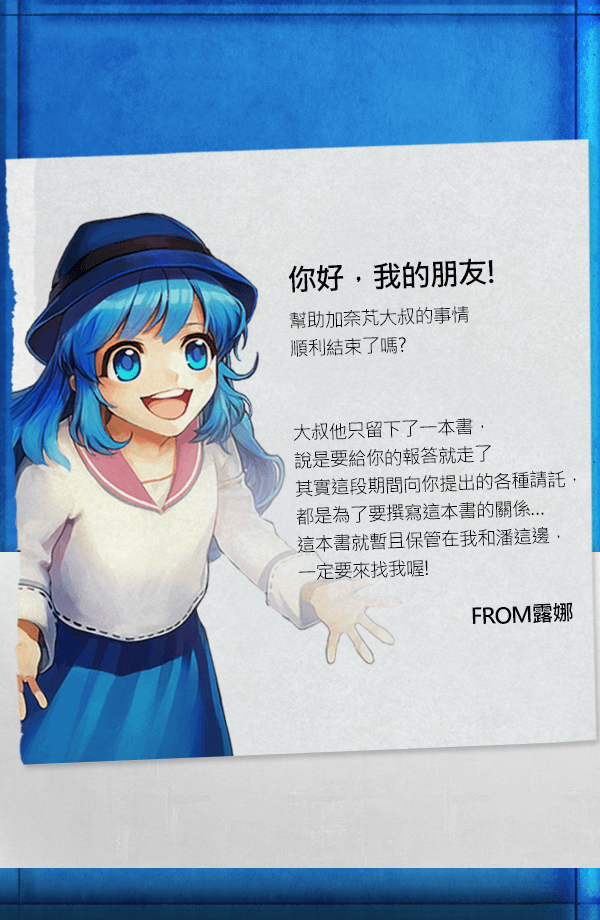 你好，我的朋友!
幫助加奈芃大叔的事情
順利結束了嗎?
大叔他只留下了一本書，
說是要給你的報答就走了
其實這段期間向你提出的各種請託，
都是為了要撰寫這本書的關係...
這本書就暫且保管在我和潘這邊，
一定要來找我喔!
FROM露娜